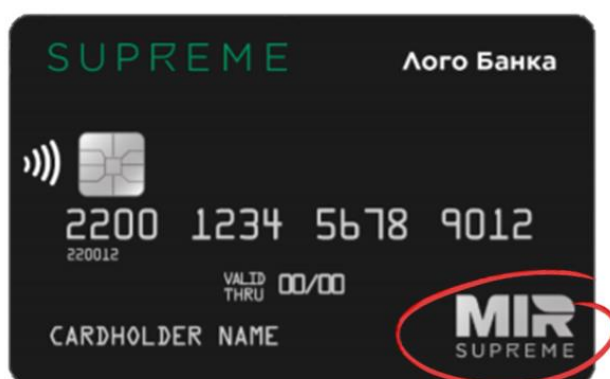 SUPREME
Лого Банка
2200 1234 5678 9012
220012
VALID THRU 00/00
CARDHOLDER NAME
MIR
SUPREME